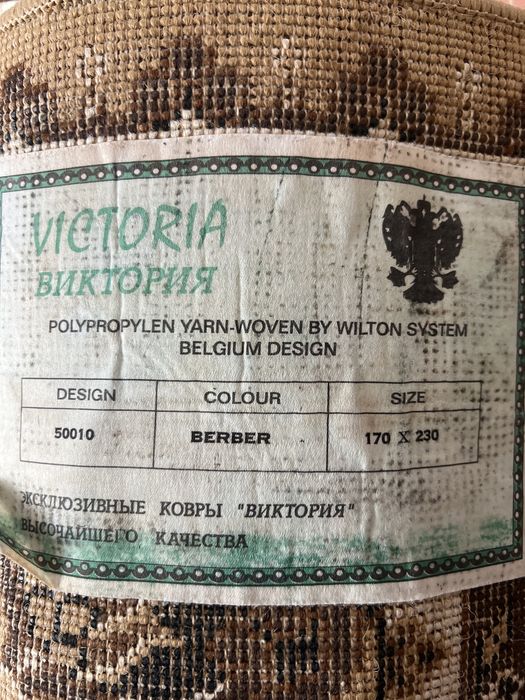 VICTORIA
ВИКТОРИЯ
POLYPROPYLEN YARN-WOVEN BY WILTON SYSTEM
BELGIUM DESIGN
DESIGN COLOUR SIZE
50010 BERBER 170 X 230
ЭКСКЛЮЗИВНЫЕ КОВРЫ "ВИКТОРИЯ"
ВЫСОЧАЙШЕГО КАЧЕСТВА